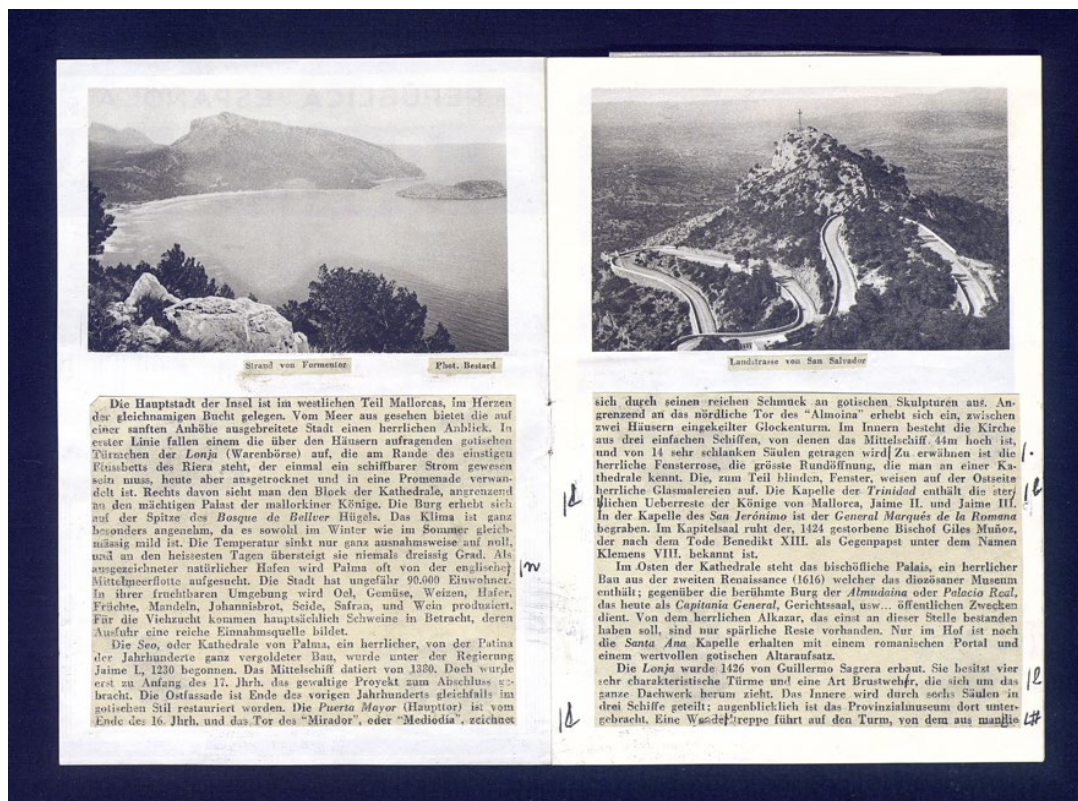 REPÚBLICA ESPAÑOLA
Strand von Formentor
Phot. Bestard
Die Hauptstadt der Insel ist im westlichen Teil Mallorcas, im Herzen
der gleichnamigen Bucht gelegen. Vom Meer aus gesehen bietet die auf
einer sanften Anhöhe ausgebreitete Stadt einen herrlichen Anblick. In
erster Linie fallen einem die über den Häusern aufragenden gotischen
Türmchen der Lonja (Warenbörse) auf, die am Rande des einstigen
Flussbetts des Riera steht, der einmal ein schiffbarer Strom gewesen
sein muss, heute aber ausgetrocknet und in eine Promenade verwan-
delt ist. Rechts davon sieht man den Block der Kathedrale, angrenzend
an den mächtigen Palast der mallorkiner Könige. Die Burg erhebt sich
auf der Spitze des Bosque de Bellver Hügels. Das Klima ist ganz
besonders angenehm, da es sowohl im Winter wie im Sommer gleich-
mässig mild ist. Die Temperatur sinkt nur ganz ausnahmsweise auf null,
und an den heissesten Tagen übersteigt sie niemals dreissig Grad. Als
ausgezeichneter natürlicher Hafen wird Palma oft von der englischen
Mittelmeerflotte aufgesucht. Die Stadt hat ungefähr 90.000 Einwohner.
In ihrer fruchtbaren Umgebung wird Oel, Gemüse, Weizen, Hafer,
Früchte, Mandeln, Johannisbrot, Seide, Safran, und Wein produziert.
Für die Viehzucht kommen hauptsächlich Schweine in Betracht, deren
Ausfuhr eine reiche Einnahmsquelle bildet.
Die Seo, oder Kathedrale von Palma, ein herrlicher, von der Patina
der Jahrhunderte ganz vergoldeter Bau, wurde unter der Regierung
Jaime I., 1230 begonnen. Das Mittelschiff datiert von 1380. Doch wurde
erst zu Anfang des 17. Jhrh. das gewaltige Proyekt zum Abschluss ge-
bracht. Die Ostfassade ist Ende des vorigen Jahrhunderts gleichfalls im
gotischen Stil restauriert worden. Die Puerta Mayor (Haupttor) ist vom
Ende des 16. Jhrh. und das Tor des "Mirador", oder "Mediodía", zeichnet
Landstrasse von San Salvador
sich durch seinen reichen Schmuck an gotischen Skulpturen aus. An-
grenzend an das nördliche Tor des "Almoina" erhebt sich ein, zwischen
zwei Häusern eingekeilter Glockenturm. Im Innern besteht die Kirche
aus drei einfachen Schiffen, von denen das Mittelschiff 44m hoch ist,
und von 14 sehr schlanken Säulen getragen wird Zu erwähnen ist die
herrliche Fensterrose, die grösste Rundöffnung, die man an einer Ka-
thedrale kennt. Die, zum Teil blinden, Fenster, weisen auf der Ostseite
herrliche Glasmalereien auf. Die Kapelle der Trinidad enthält die ster
blichen Ueberreste der Könige von Mallorca, Jaime II. und Jaime III.
In der Kapelle des San Jerónimo ist der General Marqués de la Romana
begraben. Im Kapitelsaal ruht der, 1424 gestorbene Bischof Giles Muñoz,
der nach dem Tode Benedikt XIII. als Gegenpapst unter dem Namen
Klemens VIII. bekannt ist.
Im Osten der Kathedrale steht das bischöfliche Palais, ein herrlicher
Bau aus der zweiten Renaissance (1616) welcher das diozösaner Museum
enthält; gegenüber die berühmte Burg der Almudaina oder Palacio Real,
das heute als Capitania General, Gerichtssaal, usw... öffentlichen Zwecken
dient. Von dem herrlichen Alkazar, das einst an dieser Stelle bestanden
haben soll, sind nur spärliche Reste vorhanden. Nur im Hof ist noch
die Santa Ana Kapelle erhalten mit einem romanischen Portal und
einem wertvollen gotischen Altaraufsatz.
Die Lonja wurde 1426 von Guillermo Sagrera erbaut. Sie besitzt vier
sehr charakteristische Türme und eine Art Brustwehr, die sich um das
ganze Dachwerk herum zieht. Das Innere wird durch sechs Säulen in
drei Schiffe geteilt; augenblicklich ist das Provinzialmuseum dort unter-
gebracht. Eine treppe führt auf den Turm, von dem aus man die